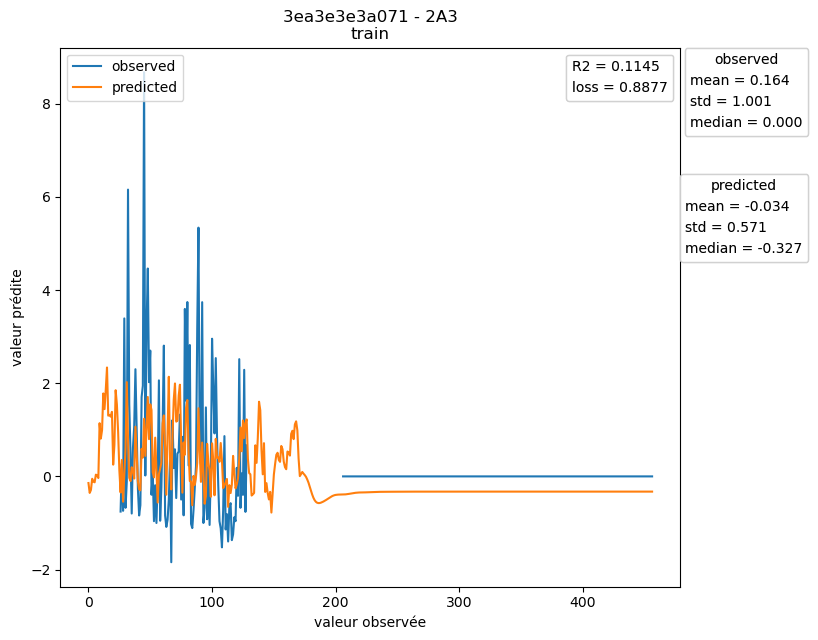 3ea3e3e3a071 - 2A3
train
observed
predicted
R2 = 0.1145
loss = 0.8877
observed
mean = 0.164
std = 1.001
median = 0.000
predicted
mean = -0.034
std = 0.571
median = -0.327
valeur prédite
8
6
4
2
0
−2
0
100
200
300
400
valeur observée